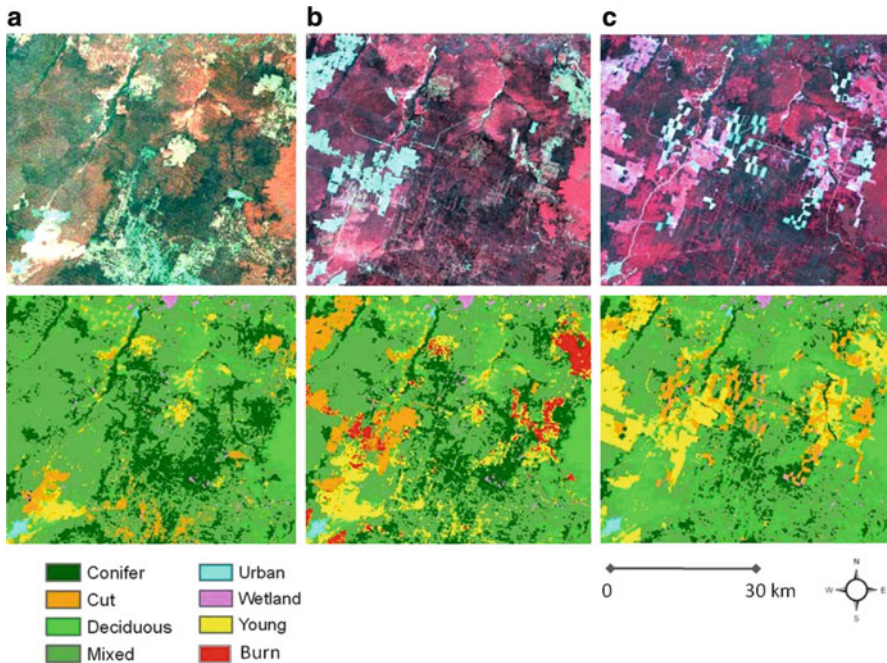 a b c
Conifer Urban
Cut Wetland
Deciduous Young
Mixed Burn
0 30 km
N
W E
S